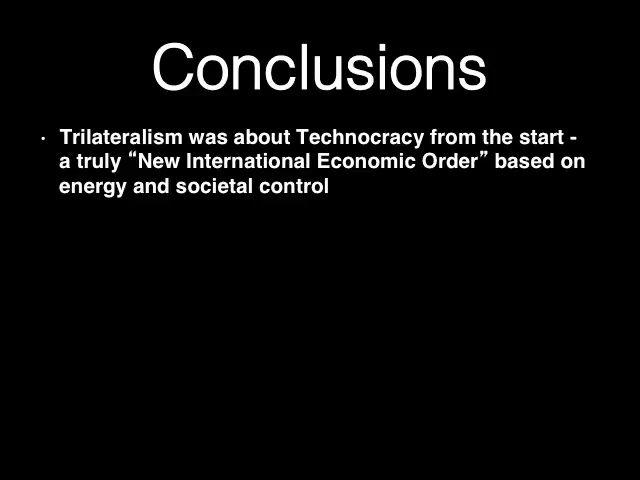 Conclusions
• Trilateralism was about Technocracy from the start -
a truly “New International Economic Order” based on
energy and societal control